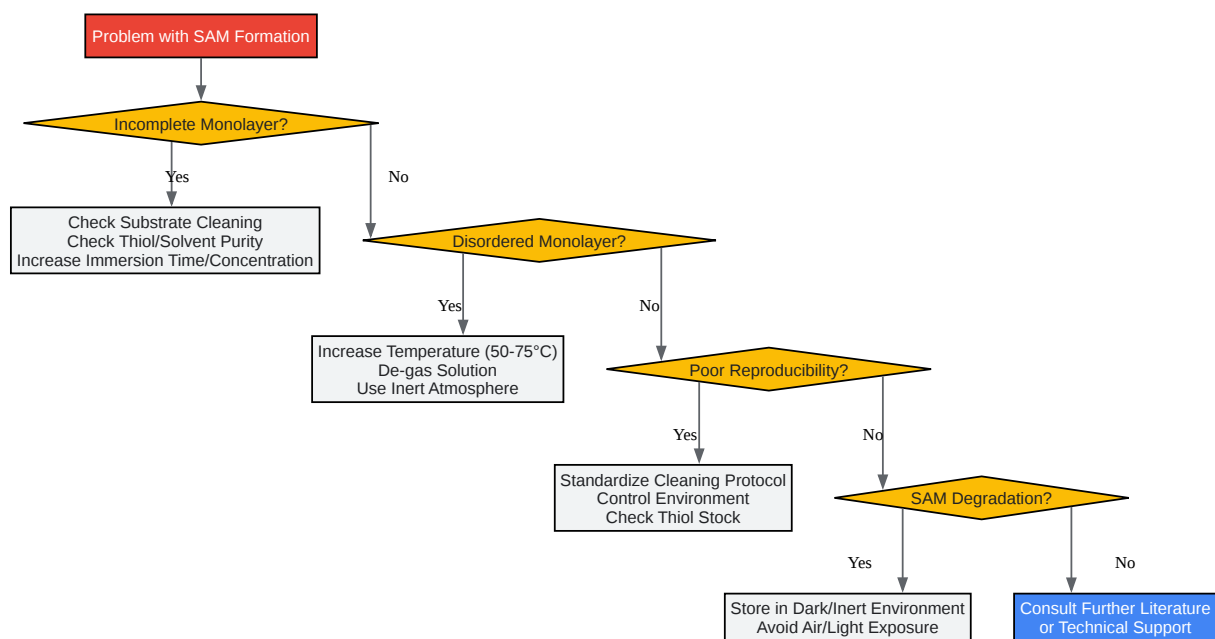 Problem with SAM Formation
Incomplete Monolayer?
Yes
No
Check Substrate Cleaning
Check Thiol/Solvent Purity
Increase Immersion Time/Concentration
Disordered Monolayer?
Yes
No
Increase Temperature (50-75°C)
De-gas Solution
Use Inert Atmosphere
Poor Reproducibility?
Yes
No
Standardize Cleaning Protocol
Control Environment
Check Thiol Stock
SAM Degradation?
Yes
No
Store in Dark/Inert Environment
Avoid Air/Light Exposure
Consult Further Literature
or Technical Support